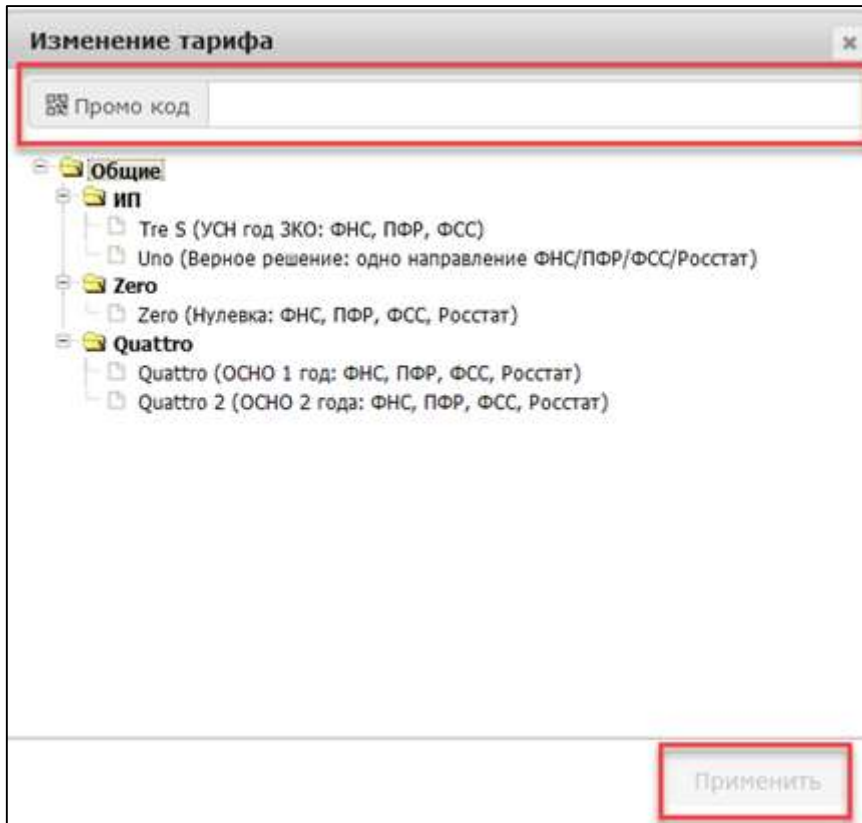 Изменение тарифа
Промо код
Общие
ИП
Tre S (УСН год ЗКО: ФНС, ПФР, ФСС)
Uno (Верное решение: одно направление ФНС/ПФР/ФСС/Росстат)
Zero
Zero (Нулевка: ФНС, ПФР, ФСС, Росстат)
Quattro
Quattro (ОСНО 1 год: ФНС, ПФР, ФСС, Росстат)
Quattro 2 (ОСНО 2 года: ФНС, ПФР, ФСС, Росстат)
Применить